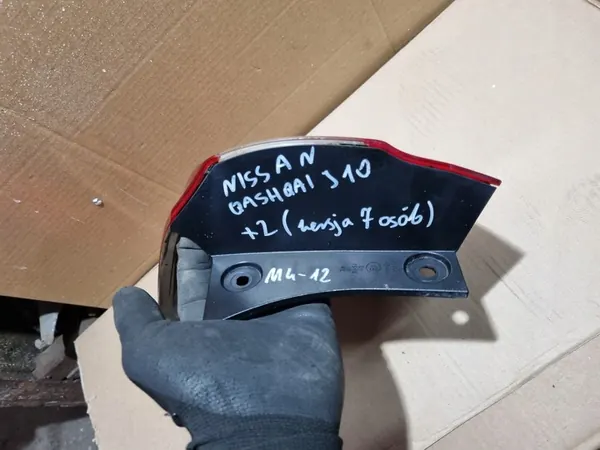 NISSAN
QASHQAI J10
+2 (wersja 7 osób)
M4-12